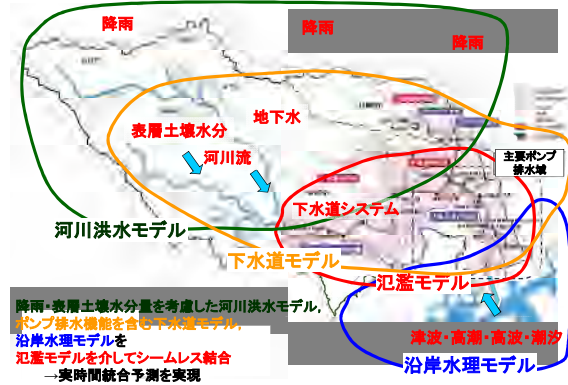 降雨
降雨
降雨
表層土壌水分
地下水
河川流
主要ポンプ
排水域
下水道システム
河川洪水モデル
下水道モデル
氾濫モデル
降雨・表層土壌水分量を考慮した河川洪水モデル,
ポンプ排水機能を含む下水道モデル,
沿岸水理モデルを
氾濫モデルを介してシームレス結合
→実時間統合予測を実現
津波・高潮・高波・潮汐
沿岸水理モデル